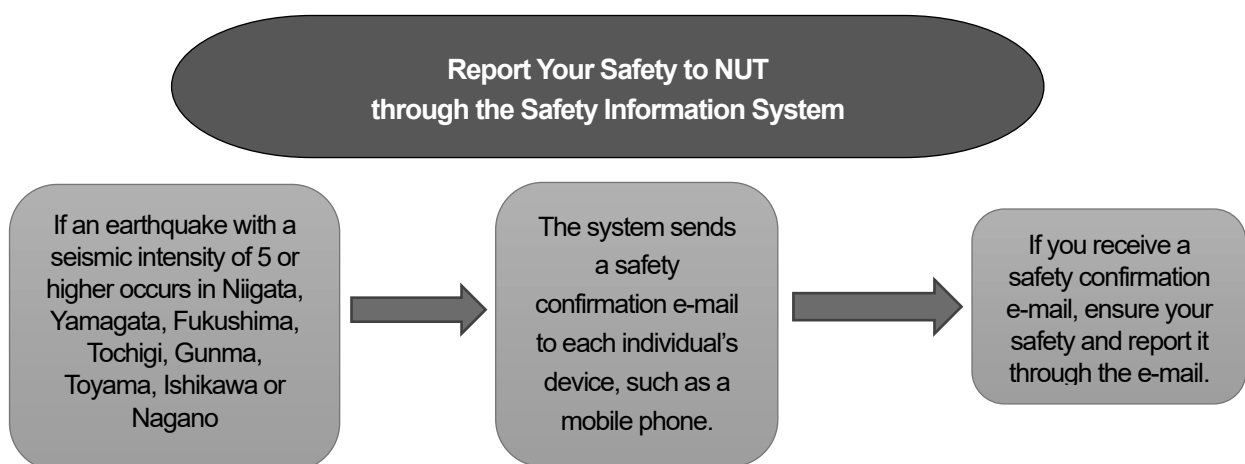 Report Your Safety to NUT
through the Safety Information System
If an earthquake with a
seismic intensity of 5 or
higher occurs in Niigata,
Yamagata, Fukushima,
Tochigi, Gunma,
Toyama, Ishikawa or
Nagano
The system sends
a safety
confirmation e-mail
to each individual's
device, such as a
mobile phone.
If you receive a
safety confirmation
e-mail, ensure your
safety and report it
through the e-mail.